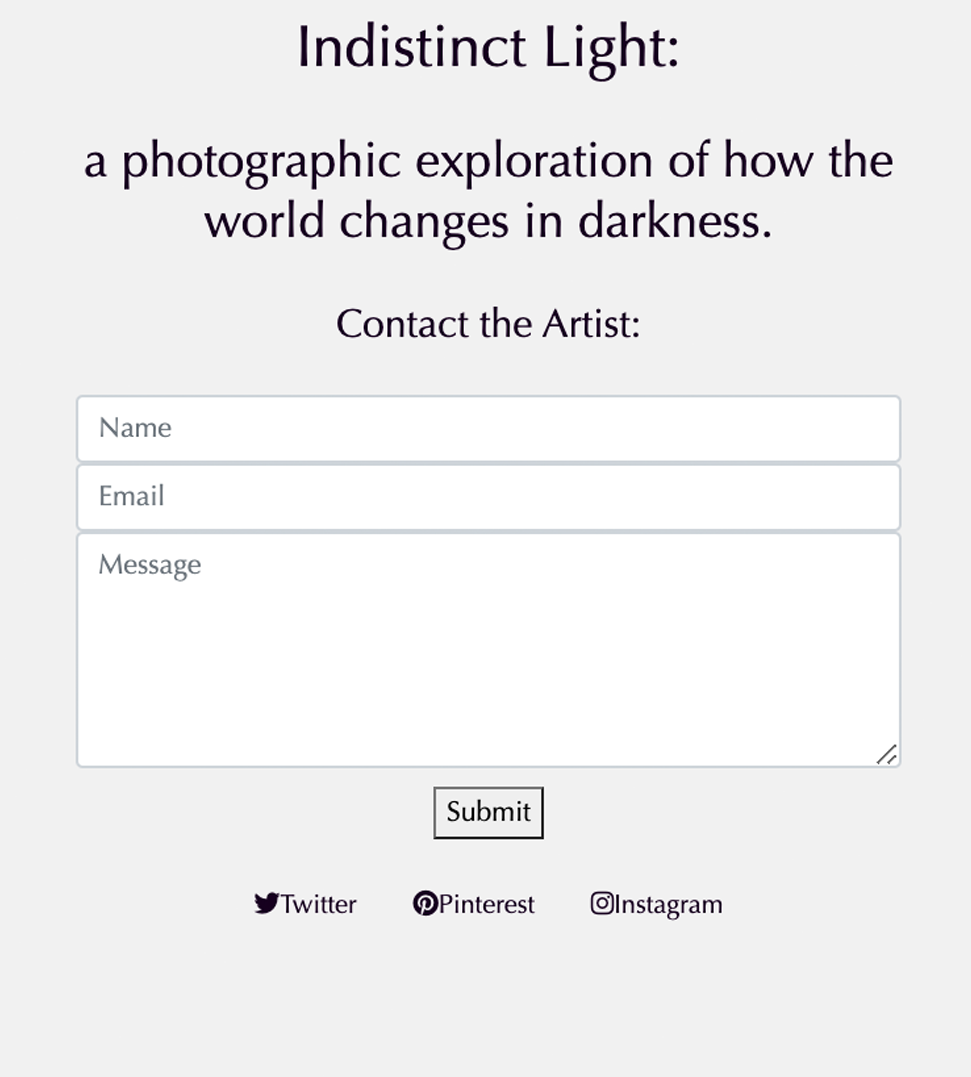 Indistinct Light:
a photographic exploration of how the
world changes in darkness.
Contact the Artist:
Name
Email
Message
Submit
Twitter Pinterest Instagram